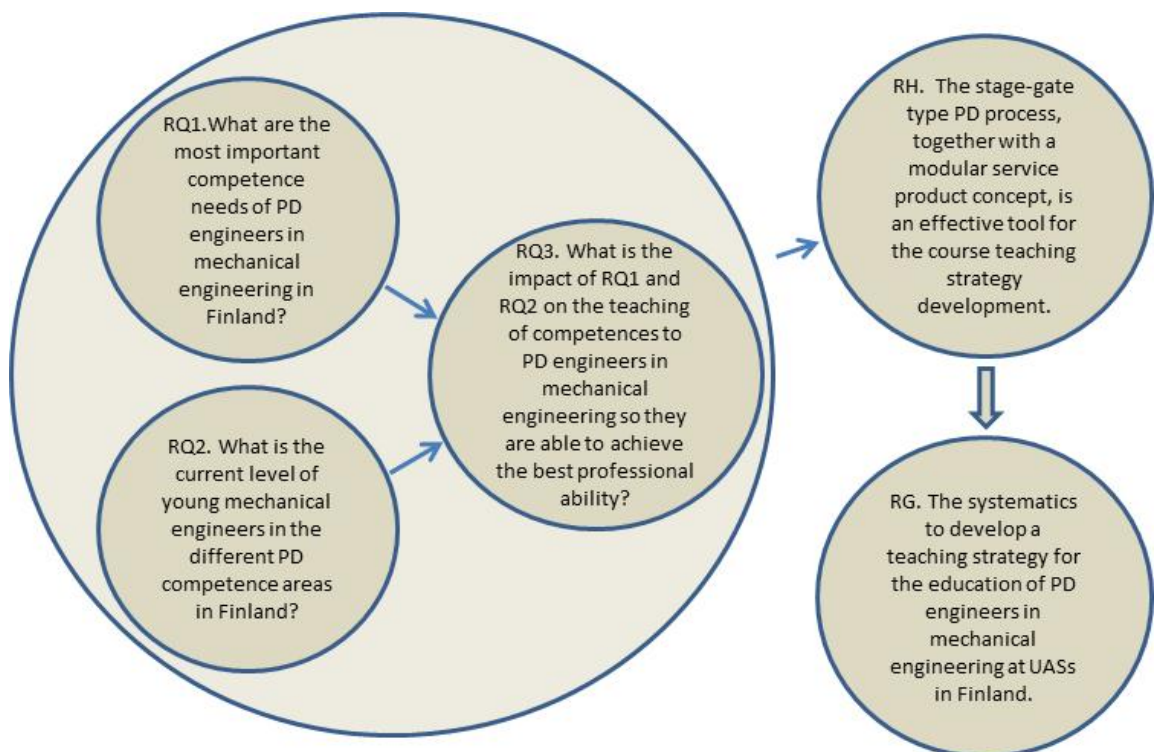 RQ1.What are the
most important
competence
needs of PD
engineers in
mechanical
engineering in
Finland?
RQ2. What is the
current level of
young mechanical
engineers in the
different PD
competence areas
in Finland?
RQ3. What is the
impact of RQ1 and
RQ2 on the teaching
of competences to
PD engineers in
mechanical
engineering so they
are able to achieve
the best professional
ability?
RH. The stage-gate
type PD process,
together with a
modular service
product concept, is
an effective tool for
the course teaching
strategy
development.
RG. The systematics
to develop a
teaching strategy for
the education of PD
engineers in
mechanical
engineering at UASs
in Finland.